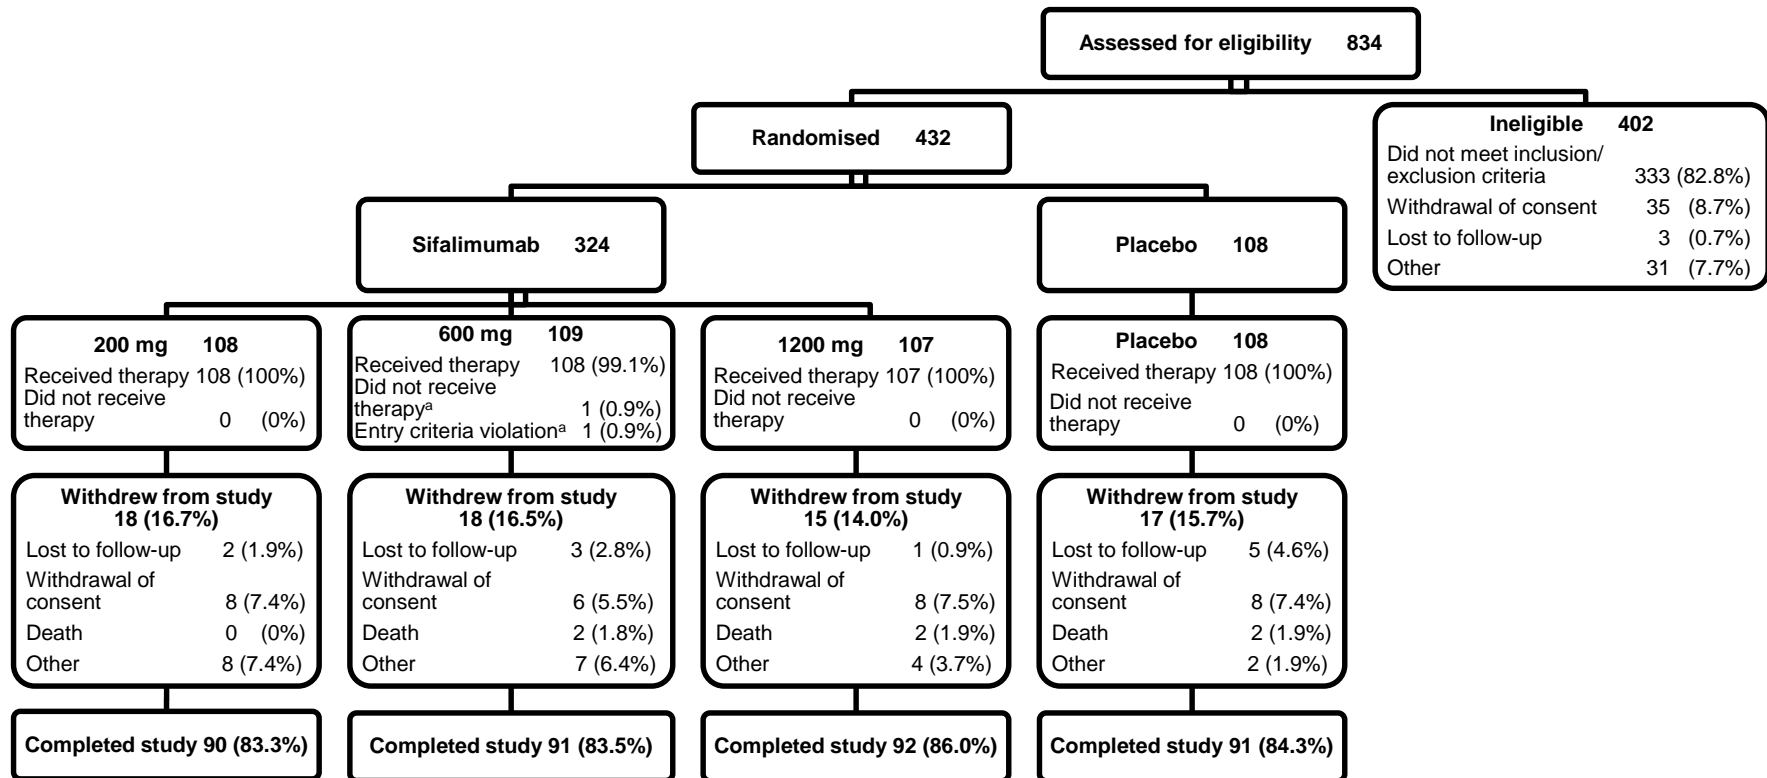 Assessed for eligibility 834
Randomised 432
Ineligible 402
Did not meet inclusion/
exclusion criteria 333 (82.8%)
Withdrawal of consent 35 (8.7%)
Lost to follow-up 3 (0.7%)
Other 31 (7.7%)
Sifalimumab 324
Placebo 108
200 mg 108
Received therapy 108 (100%)
Did not receive
therapy 0 (0%)
600 mg 109
Received therapy 108 (99.1%)
Did not receive
therapyᵃ 1 (0.9%)
Entry criteria violationᵃ 1 (0.9%)
1200 mg 107
Received therapy 107 (100%)
Did not receive
therapy 0 (0%)
Placebo 108
Received therapy 108 (100%)
Did not receive
therapy 0 (0%)
Withdrew from study
18 (16.7%)
Lost to follow-up 2 (1.9%)
Withdrawal of
consent 8 (7.4%)
Death 0 (0%)
Other 8 (7.4%)
Withdrew from study
18 (16.5%)
Lost to follow-up 3 (2.8%)
Withdrawal of
consent 6 (5.5%)
Death 2 (1.8%)
Other 7 (6.4%)
Withdrew from study
15 (14.0%)
Lost to follow-up 1 (0.9%)
Withdrawal of
consent 8 (7.5%)
Death 2 (1.9%)
Other 4 (3.7%)
Withdrew from study
17 (15.7%)
Lost to follow-up 5 (4.6%)
Withdrawal of
consent 8 (7.4%)
Death 2 (1.9%)
Other 2 (1.9%)
Completed study 90 (83.3%)
Completed study 91 (83.5%)
Completed study 92 (86.0%)
Completed study 91 (84.3%)